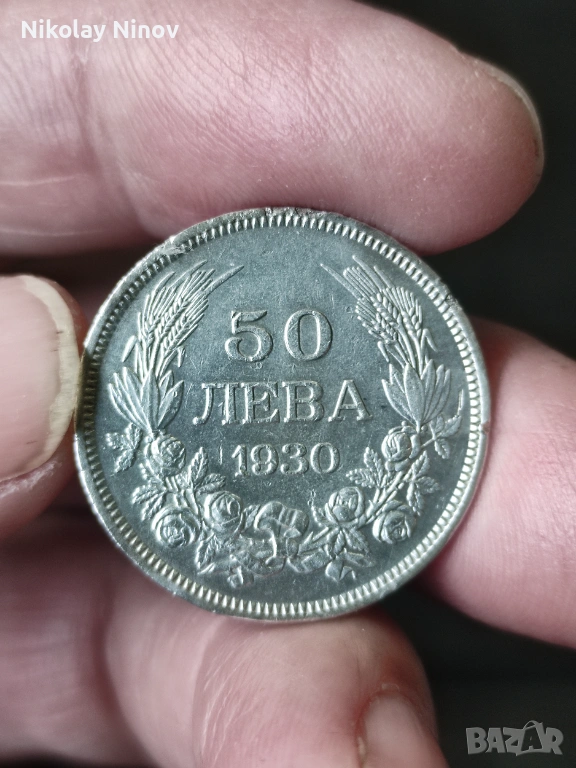 Nikolay Ninov
50
ЛЕВА
1930
BAZAR